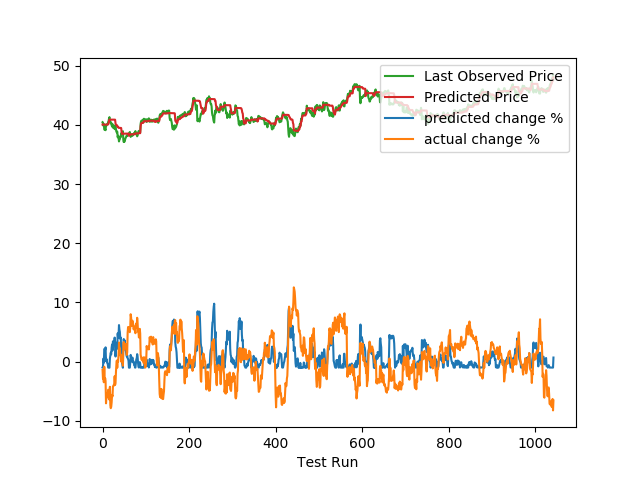 50
40
30
20
10
0
−10
Last Observed Price
Predicted Price
predicted change %
actual change %
0 200 400 600 800 1000
Test Run